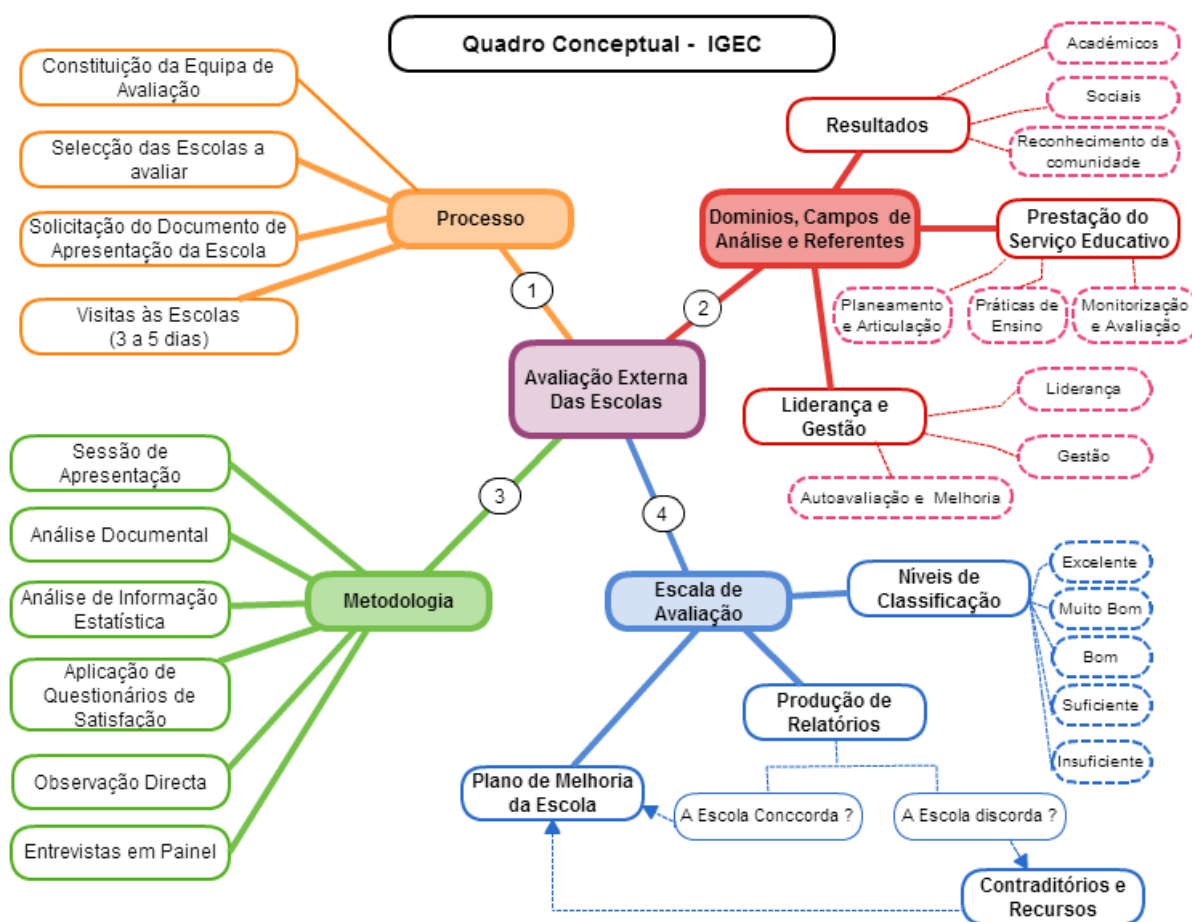 Quadro Conceptual - IGEC
Constituição da Equipa de
Avaliação
Selecção das Escolas a
avaliar
Solicitação do Documento de
Apresentação da Escola
Visitas às Escolas
(3 a 5 dias)
Processo
1
Avaliação Externa
Das Escolas
2
Dominios, Campos de
Análise e Referentes
Resultados
Académicos
Sociais
Reconhecimento da
comunidade
Prestação do
Serviço Educativo
Planeamento
e Articulação
Práticas de
Ensino
Monitorização
e Avaliação
Liderança e
Gestão
Liderança
Gestão
Autoavaliação e Melhoria
3
Metodologia
Sessão de
Apresentação
Análise Documental
Análise de Informação
Estatística
Aplicação de
Questionários de
Satisfação
Observação Directa
Entrevistas em Painel
4
Escala de
Avaliação
Níveis de
Classificação
Excelente
Muito Bom
Bom
Suficiente
Insuficiente
Produção de
Relatórios
Plano de Melhoria
da Escola
A Escola Conccorda ?
A Escola discorda ?
Contraditórios e
Recursos